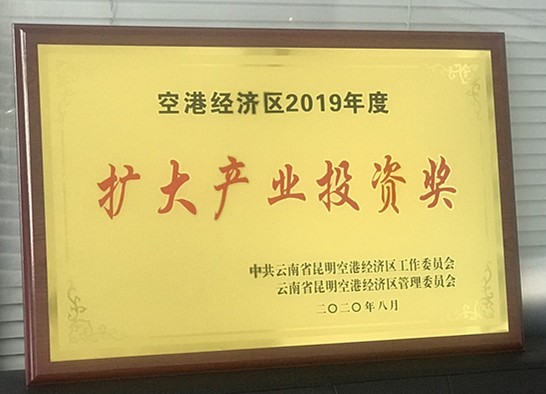 空港经济区2019年度
扩大产业投资奖
中共云南省昆明空港经济区工作委员会
云南省昆明空港经济区管理委员会
二〇二〇年八月